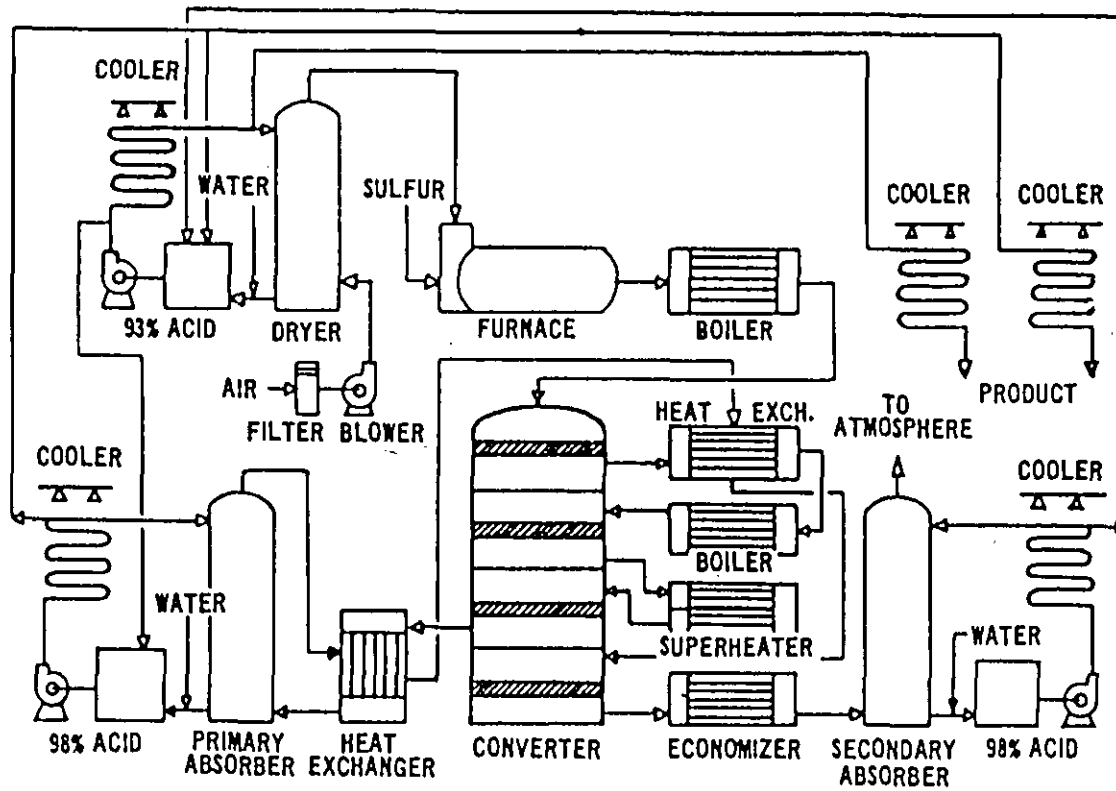 COOLER
WATER
SULFUR
COOLER
COOLER
93% ACID
DRYER
FURNACE
BOILER
AIR
FILTER BLOWER
PRODUCT
TO
ATMOSPHERE
HEAT EXCH.
COOLER
COOLER
BOILER
WATER
SUPERHEATER
WATER
98% ACID
PRIMARY
ABSORBER
HEAT
EXCHANGER
CONVERTER
ECONOMIZER
SECONDARY
ABSORBER
98% ACID